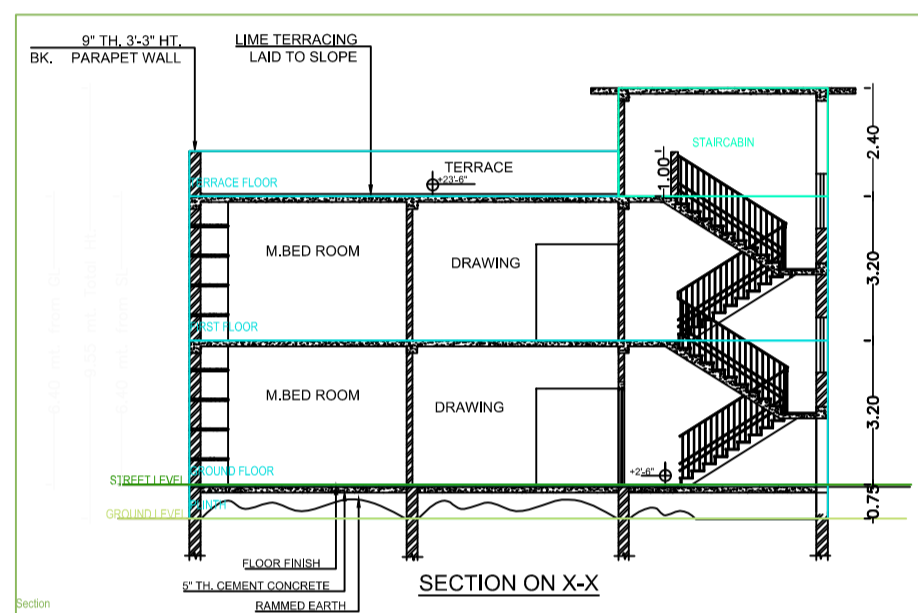 9" TH. 3'-3" HT.
BK. PARAPET WALL
LIME TERRACING
LAID TO SLOPE
STAIRCABIN
2.40
1.00
TERRACE
+23'-6"
TERRACE FLOOR
M.BED ROOM
DRAWING
3.20
FIRST FLOOR
M.BED ROOM
DRAWING
3.20
GROUND FLOOR
+2'-6"
STREET LEVEL
0.75
PLINTH
GROUND LEVEL
FLOOR FINISH
5" TH. CEMENT CONCRETE
RAMMED EARTH
SECTION ON X-X
Section